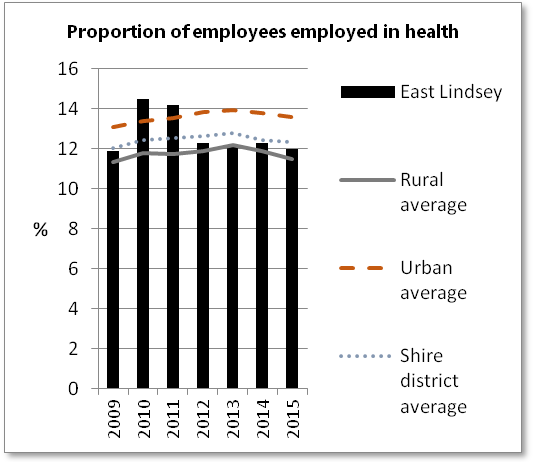 Proportion of employees employed in health
16
14
12
10
8
6
4
2
0
%
2009
2010
2011
2012
2013
2014
2015
East Lindsey
Rural
average
Urban
average
Shire
district
average